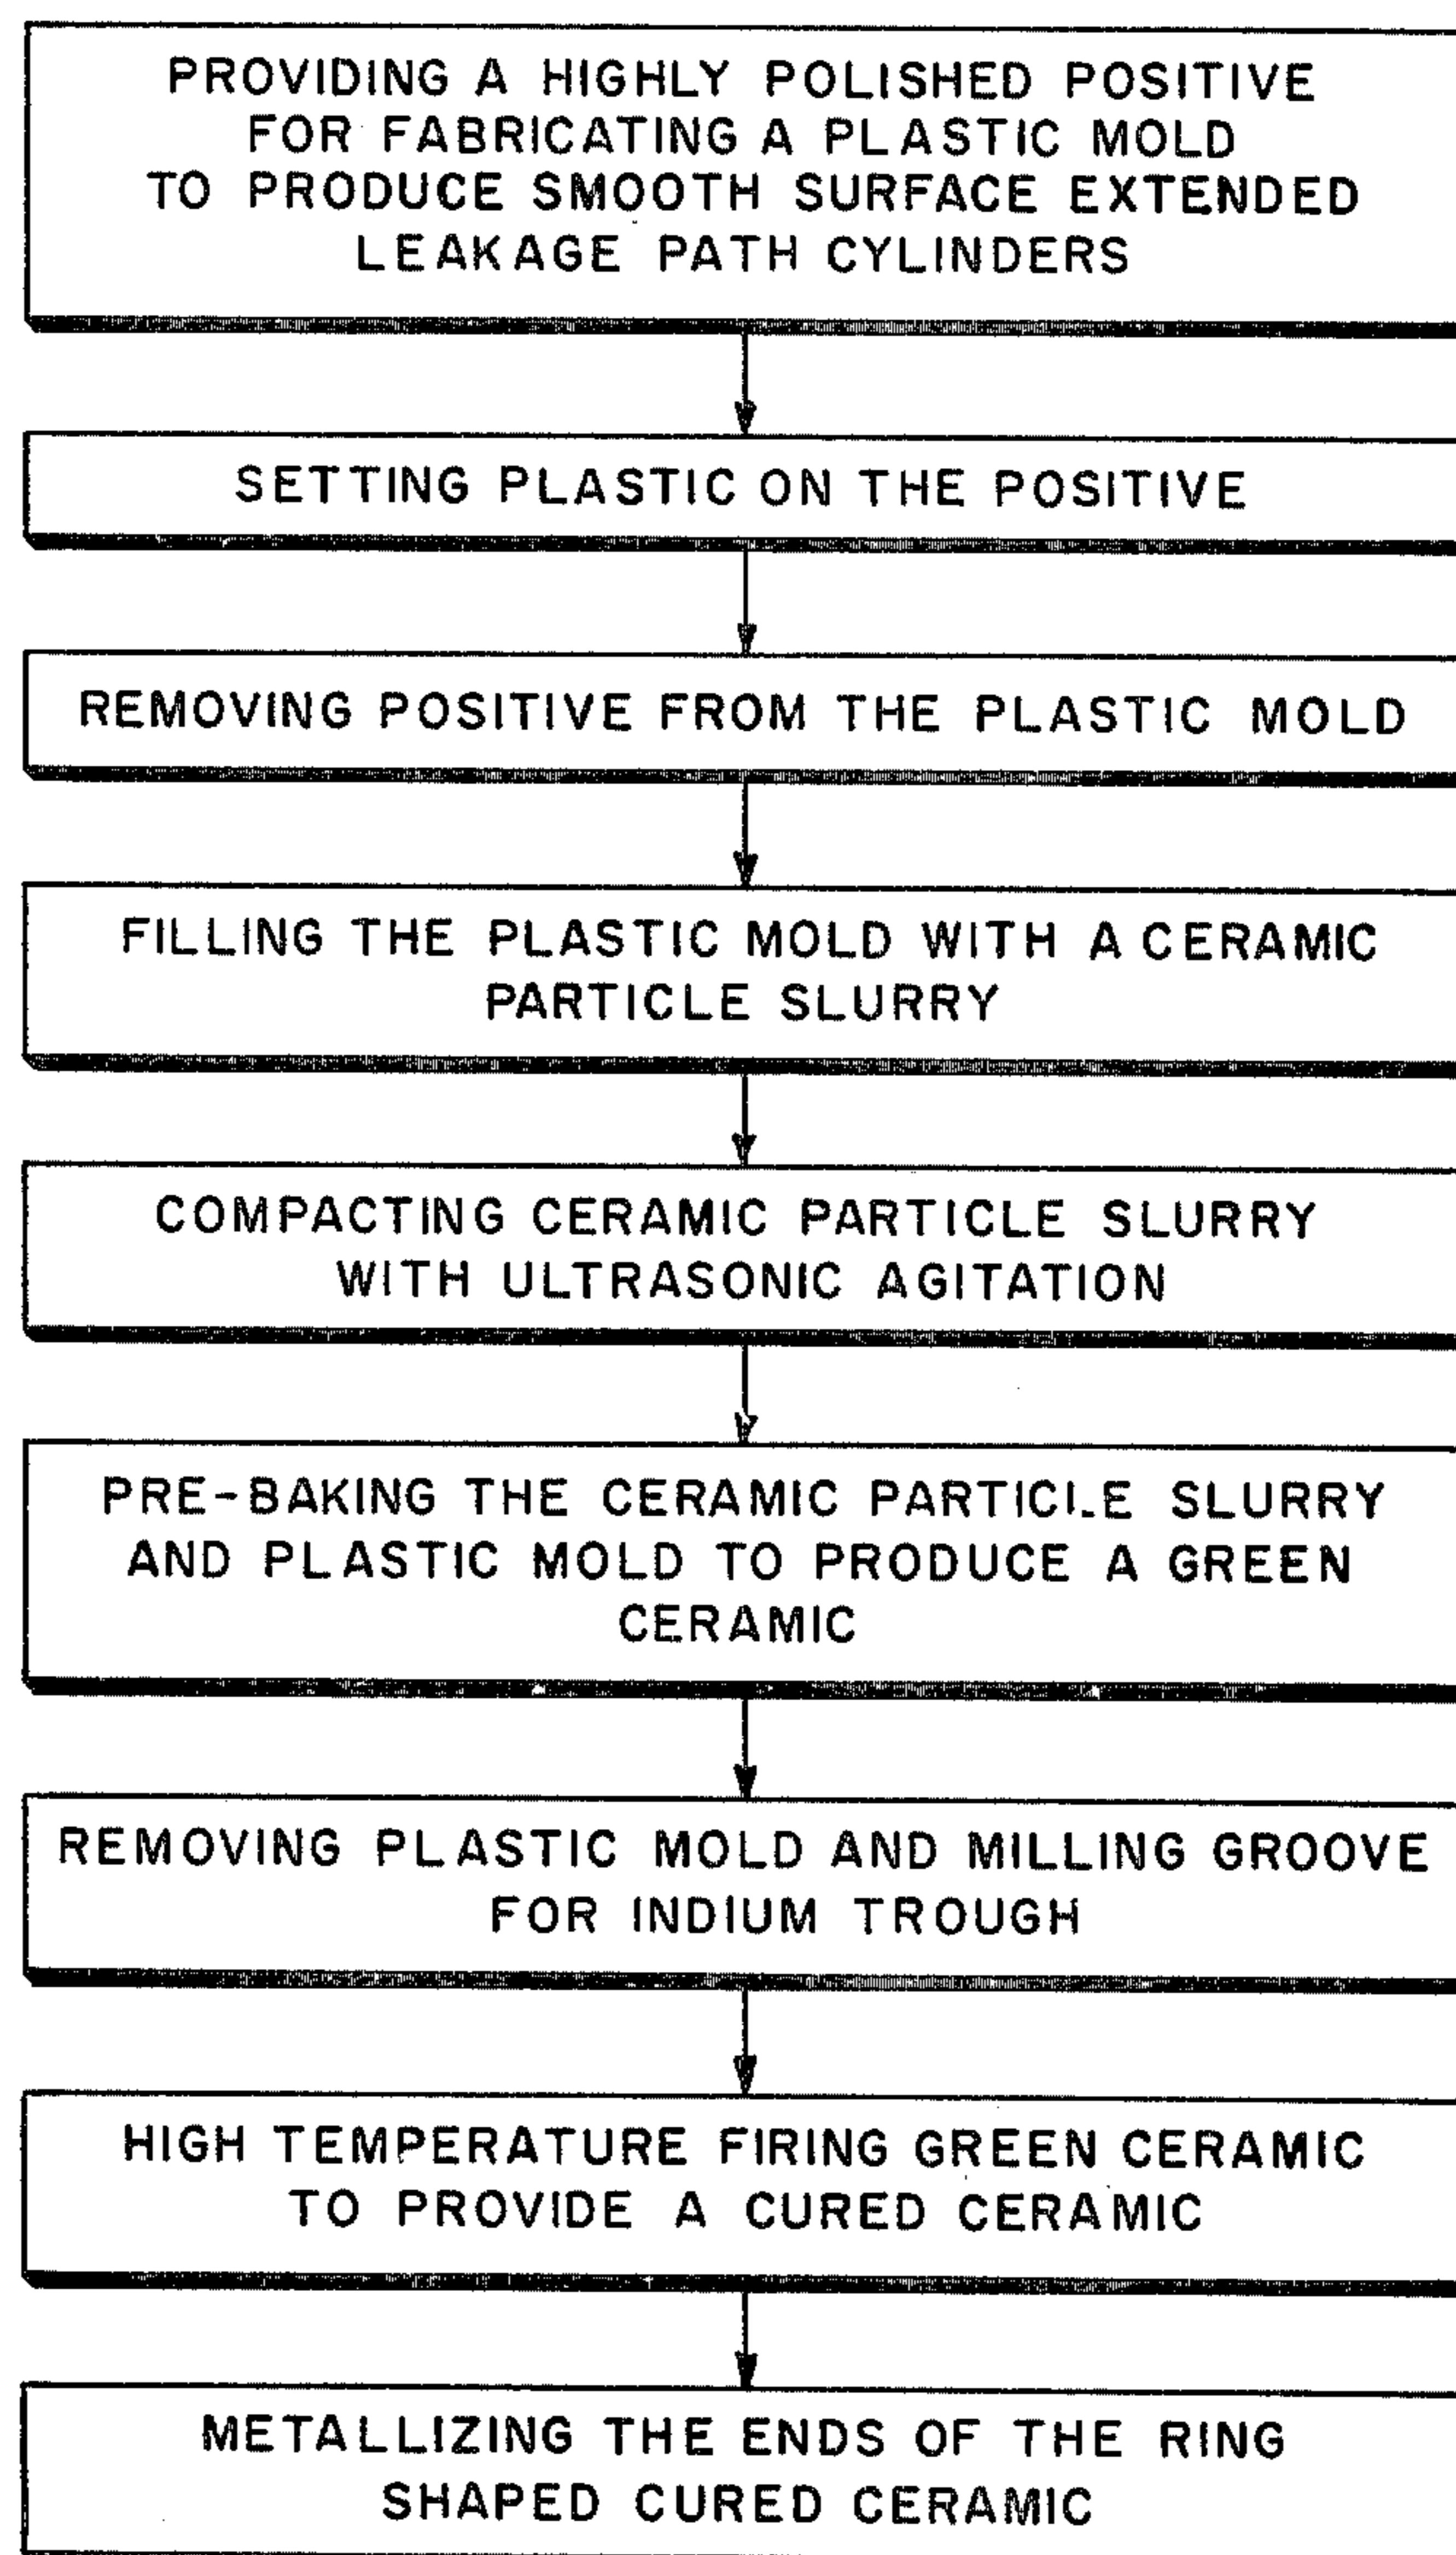 PROVIDING A HIGHLY POLISHED POSITIVE
FOR FABRICATING A PLASTIC MOLD
TO PRODUCE SMOOTH SURFACE EXTENDED
LEAKAGE PATH CYLINDERS
SETTING PLASTIC ON THE POSITIVE
REMOVING POSITIVE FROM THE PLASTIC MOLD
FILLING THE PLASTIC MOLD WITH A CERAMIC
PARTICLE SLURRY
COMPACTING CERAMIC PARTICLE SLURRY
WITH ULTRASONIC AGITATION
PRE-BAKING THE CERAMIC PARTICLE SLURRY
AND PLASTIC MOLD TO PRODUCE A GREEN
CERAMIC
REMOVING PLASTIC MOLD AND MILLING GROOVE
FOR INDIUM TROUGH
HIGH TEMPERATURE FIRING GREEN CERAMIC
TO PROVIDE A CURED CERAMIC
METALLIZING THE ENDS OF THE RING
SHAPED CURED CERAMIC